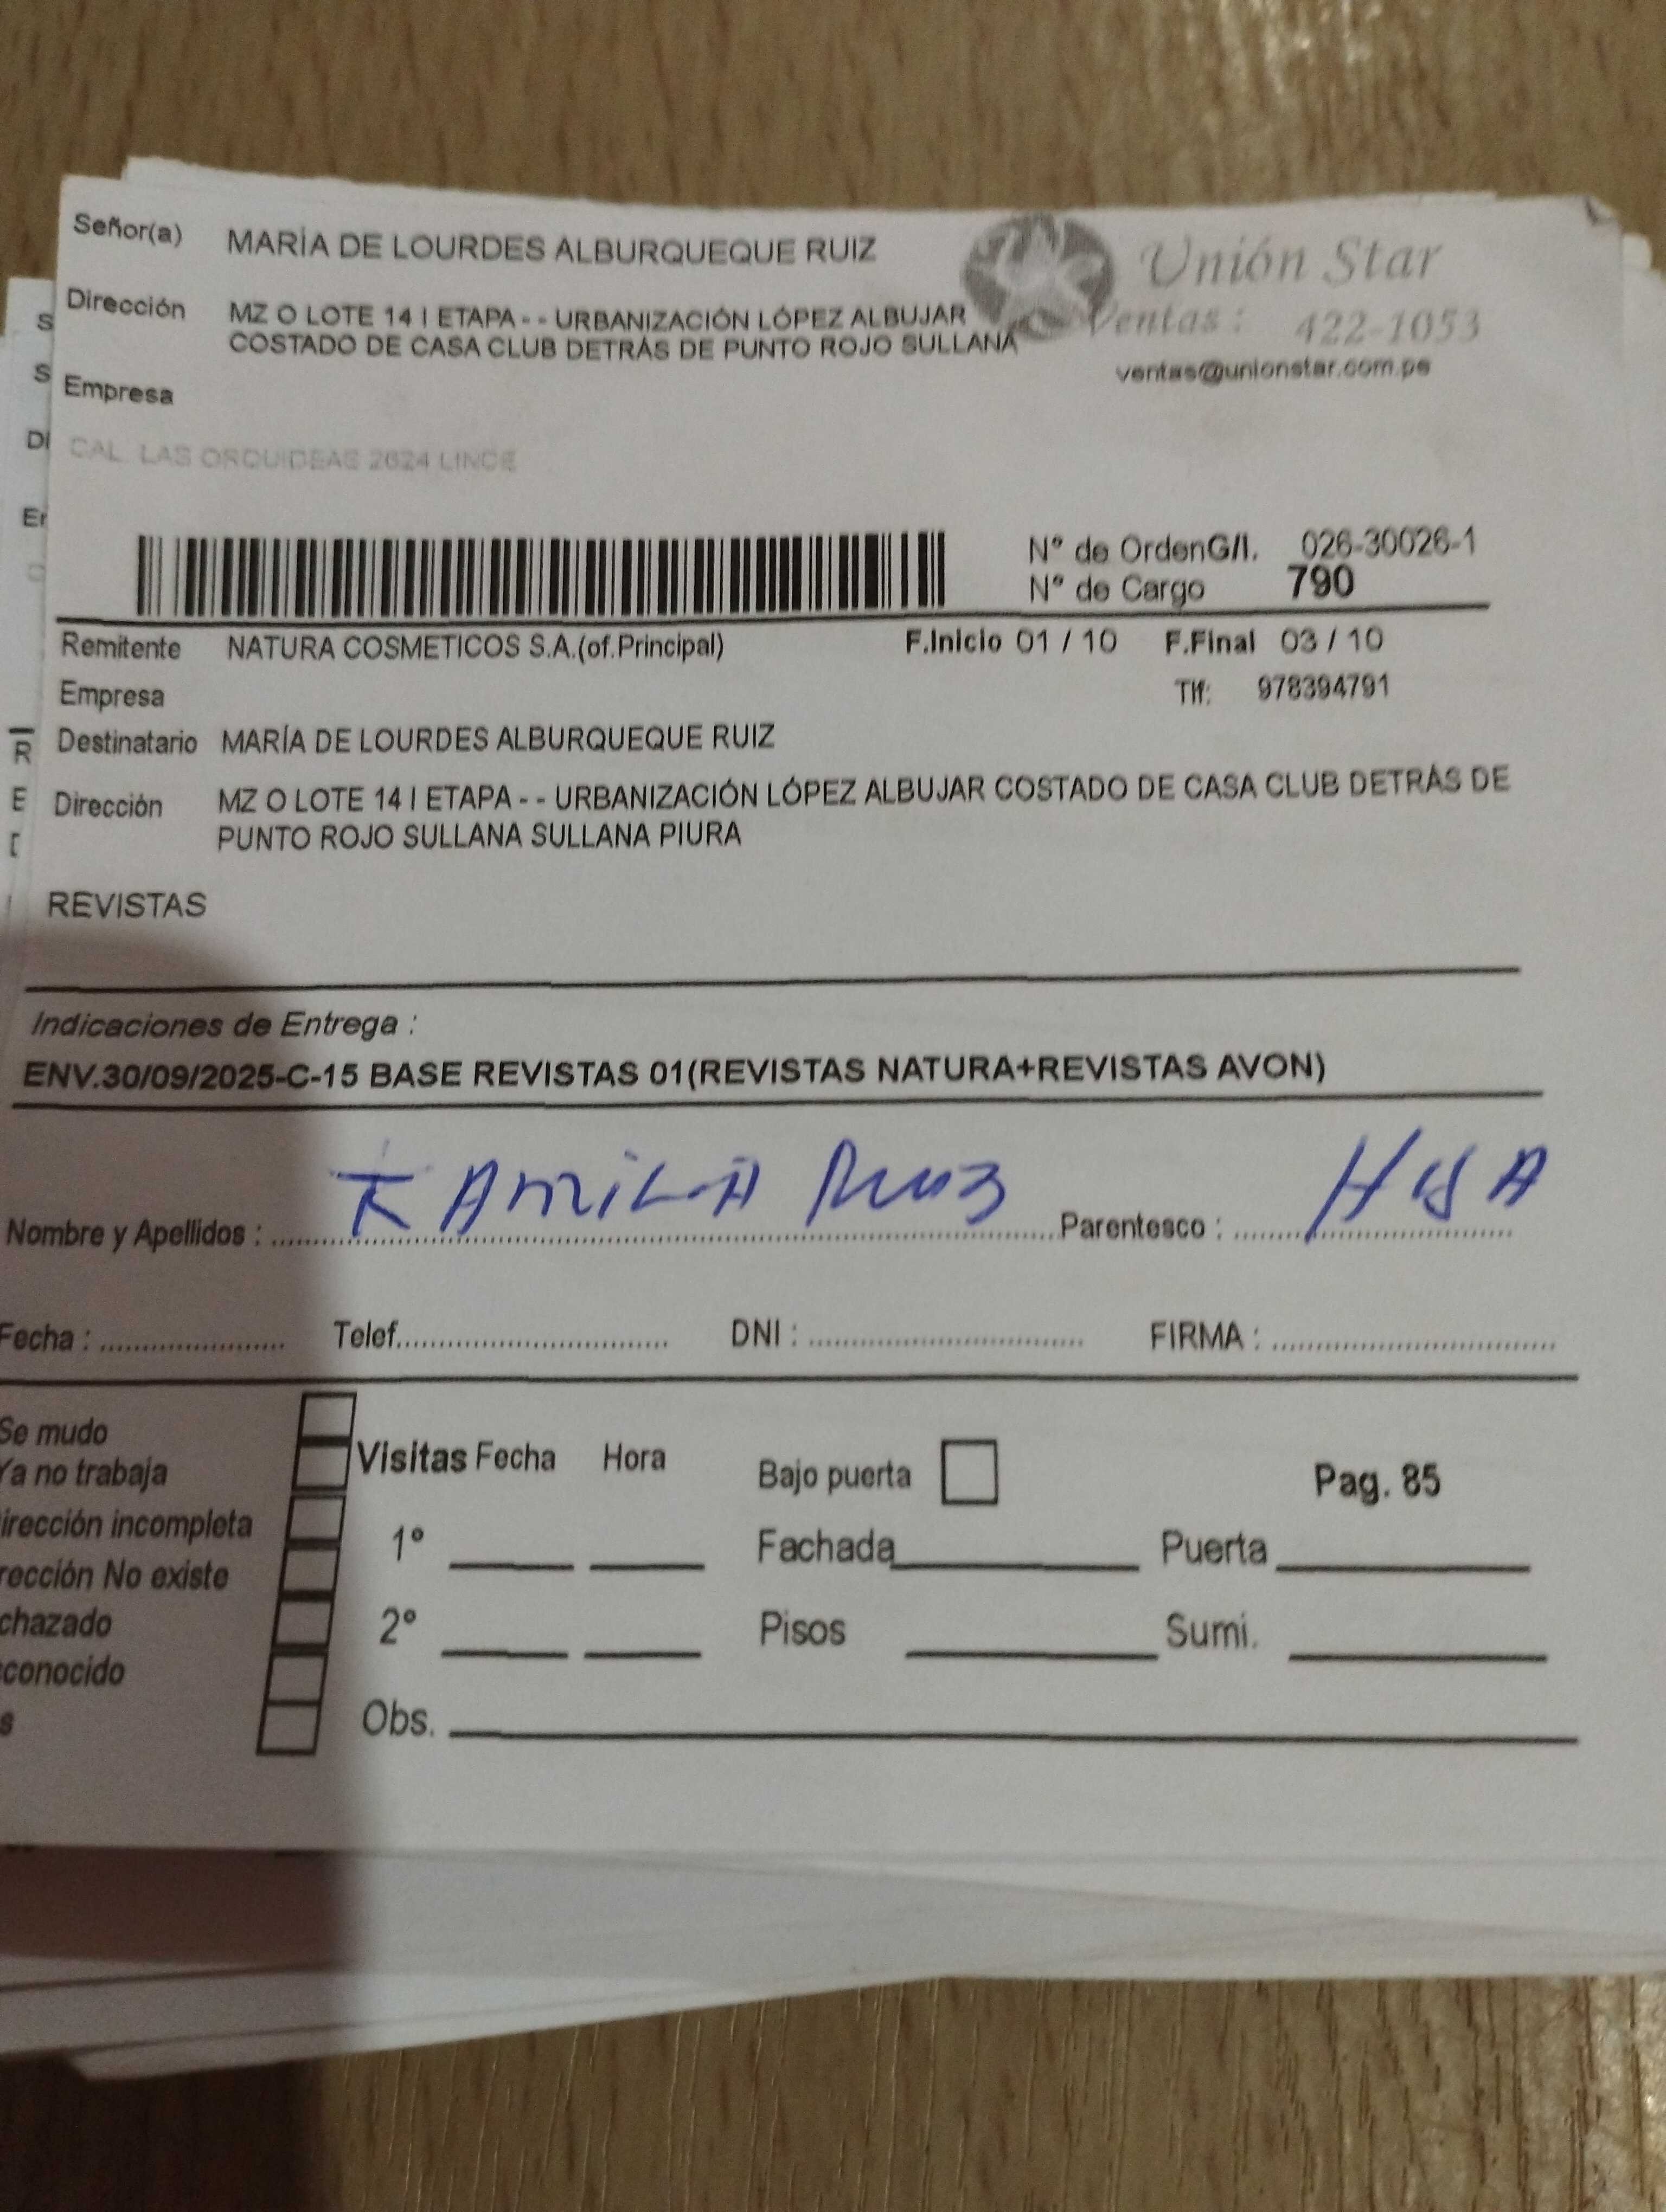 Señor(a) MARÍA DE LOURDES ALBURQUEQUE RUIZ
Unión Star
Dirección MZ O LOTE 14 I ETAPA - - URBANIZACIÓN LÓPEZ ALBUJAR
COSTADO DE CASA CLUB DETRÁS DE PUNTO ROJO SULLANA
Ventas : 422-1053
ventas@unionstar.com.pe
Empresa
CAL. LAS ORQUIDEAS 2624 LINCE
Nº de OrdenG/I. 026-30026-1
Nº de Cargo 790
Remitente NATURA COSMETICOS S.A.(of.Principal) F.Inicio 01 / 10 F.Final 03 / 10
Empresa Tlf: 978394791
Destinatario MARÍA DE LOURDES ALBURQUEQUE RUIZ
Dirección MZ O LOTE 14 I ETAPA - - URBANIZACIÓN LÓPEZ ALBUJAR COSTADO DE CASA CLUB DETRÁS DE
PUNTO ROJO SULLANA SULLANA PIURA
REVISTAS
Indicaciones de Entrega :
ENV.30/09/2025-C-15 BASE REVISTAS 01(REVISTAS NATURA+REVISTAS AVON)
Nombre y Apellidos : KAMILA Ruiz Parentesco : HIJA
Fecha : Telef. DNI : FIRMA :
Se mudo
Ya no trabaja
irección incompleta
rección No existe
chazado
conocido
s
Visitas Fecha Hora
1º
2º
Obs.
Bajo puerta Pag. 85
Fachada Puerta
Pisos Sumi.